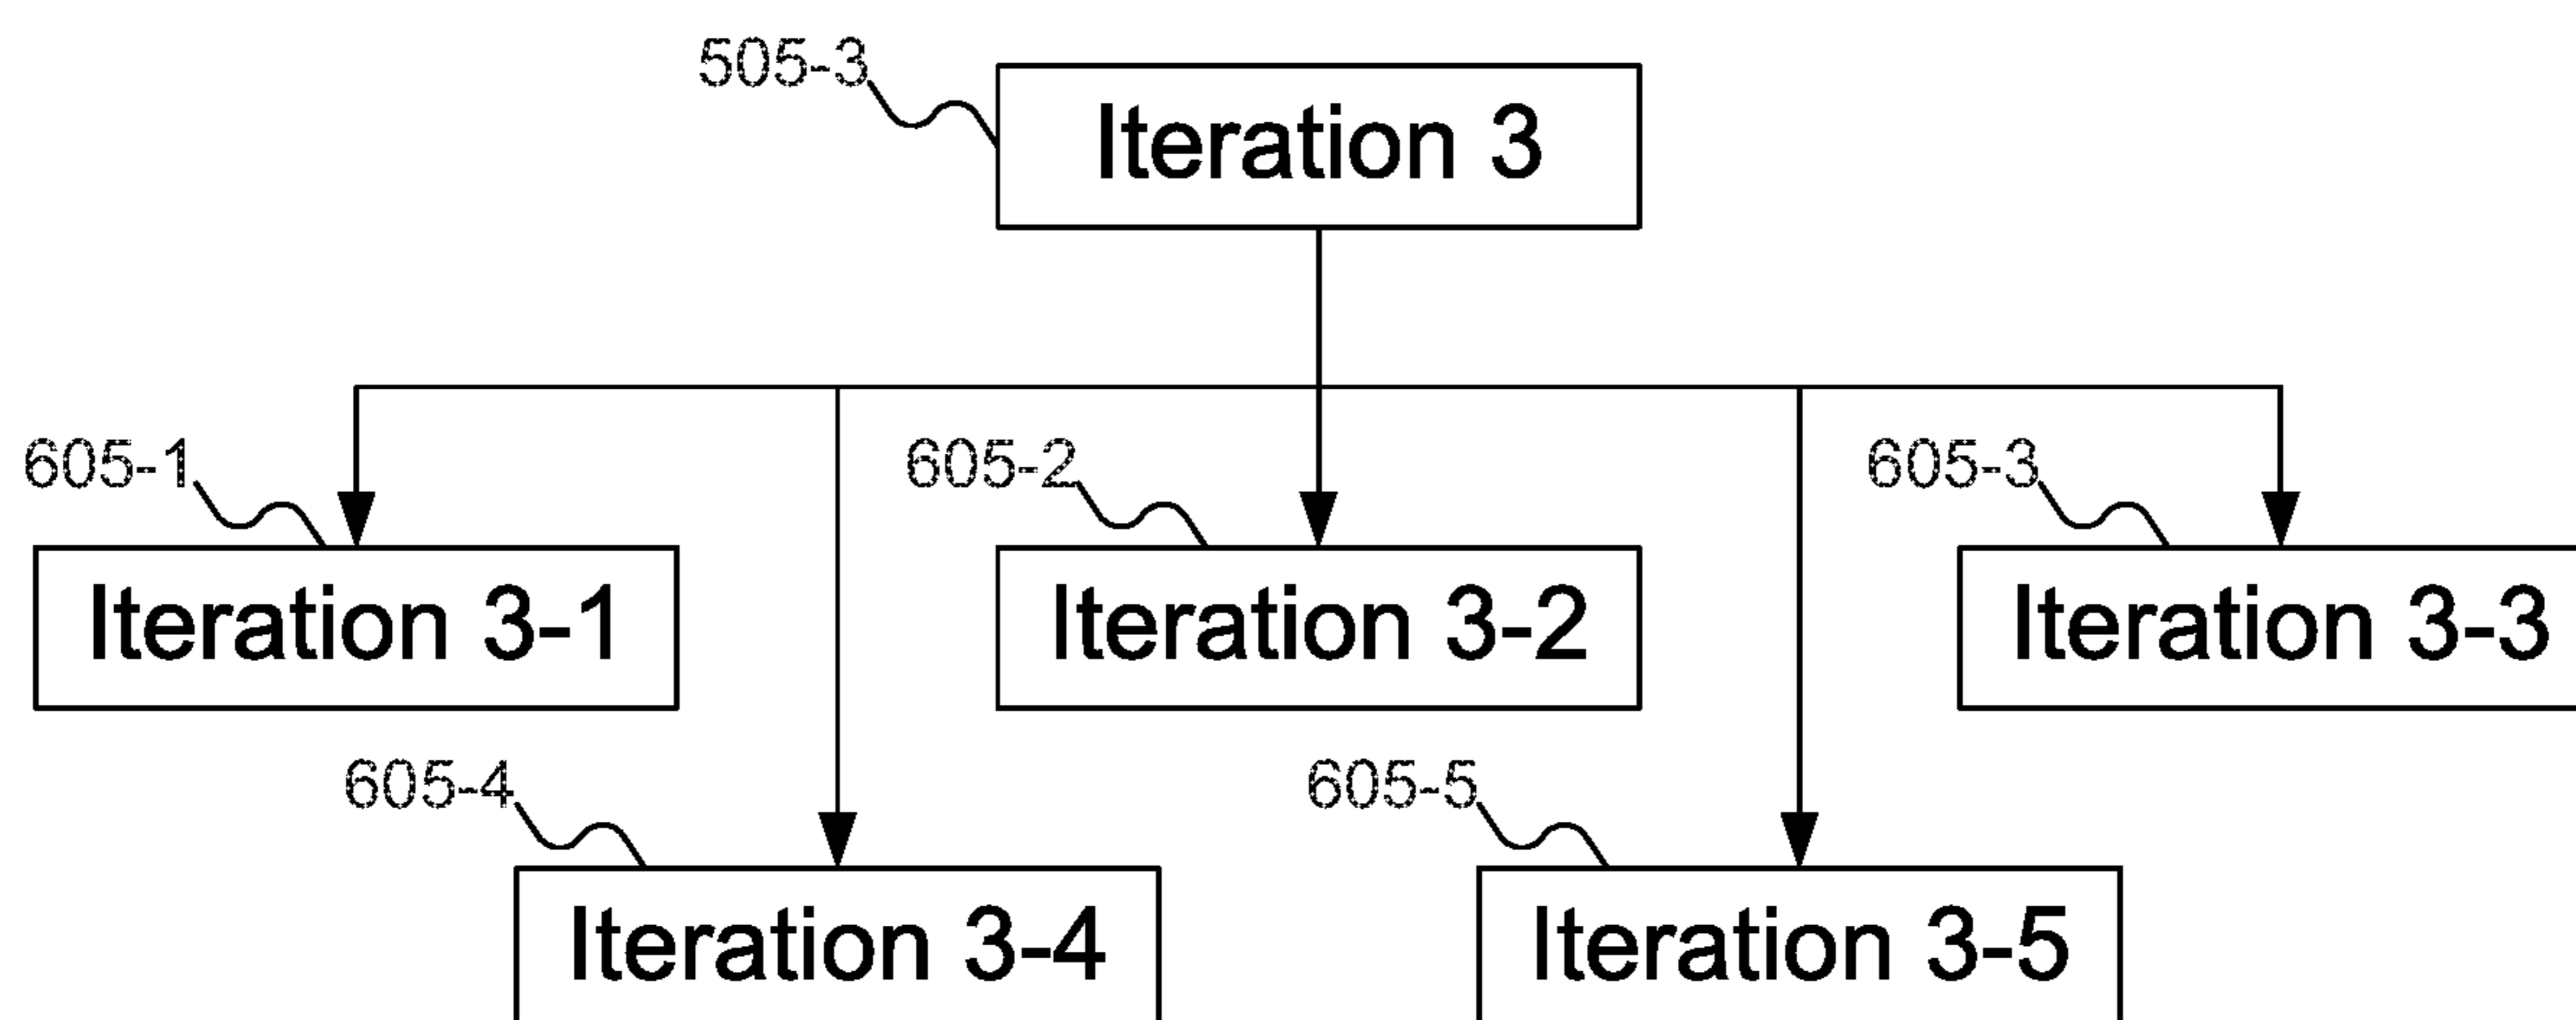 505-3
Iteration 3
605-1
605-2
605-3
Iteration 3-1
Iteration 3-2
Iteration 3-3
605-4
605-5
Iteration 3-4
Iteration 3-5